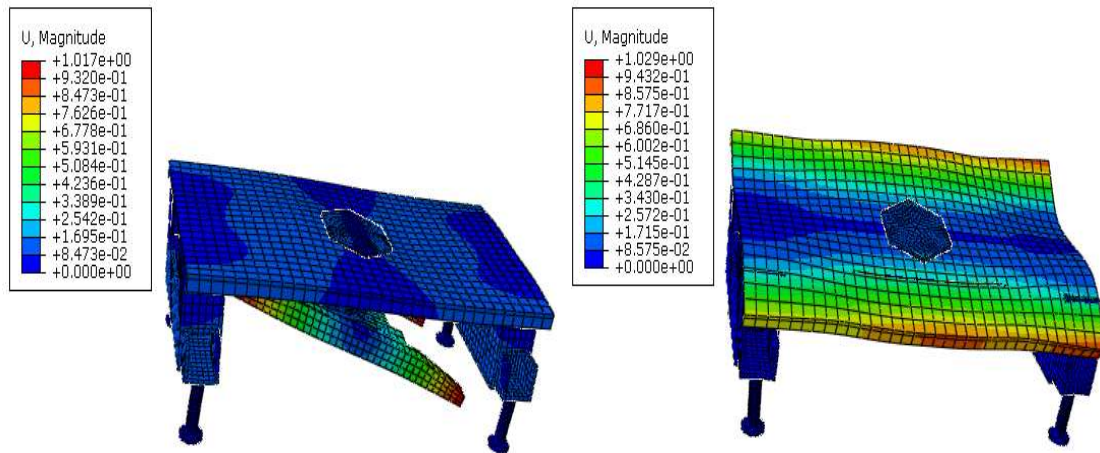 U, Magnitude
+1.017e+00
+9.320e-01
+8.473e-01
+7.626e-01
+6.778e-01
+5.931e-01
+5.084e-01
+4.236e-01
+3.389e-01
+2.542e-01
+1.695e-01
+8.473e-02
+0.000e+00
U, Magnitude
+1.029e+00
+9.432e-01
+8.575e-01
+7.717e-01
+6.860e-01
+6.002e-01
+5.145e-01
+4.287e-01
+3.430e-01
+2.572e-01
+1.715e-01
+8.575e-02
+0.000e+00